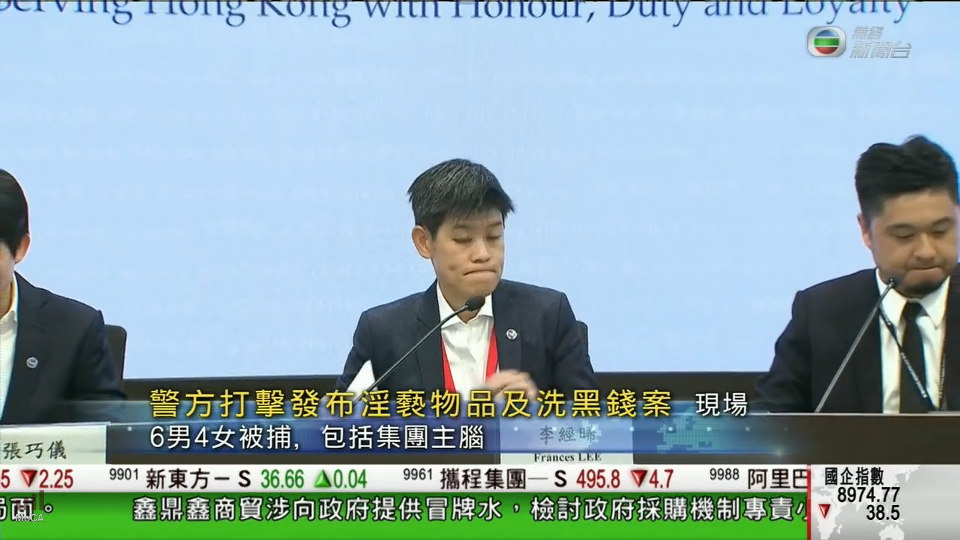 Serving Hong Kong with Honour, Duty and Loyalty
無綫
新聞台
警方打擊發布淫褻物品及洗黑錢案 現場
6男4女被捕，包括集團主腦
張巧儀
李經晞
Frances LEE
5 ▼2.25 9901 新東方－S 36.66 ▲0.04 9961 攜程集團－S 495.8 ▼4.7 9988 阿里巴
國企指數
8974.77
▼ 38.5
局面。 鑫鼎鑫商貿涉向政府提供冒牌水，檢討政府採購機制專責小